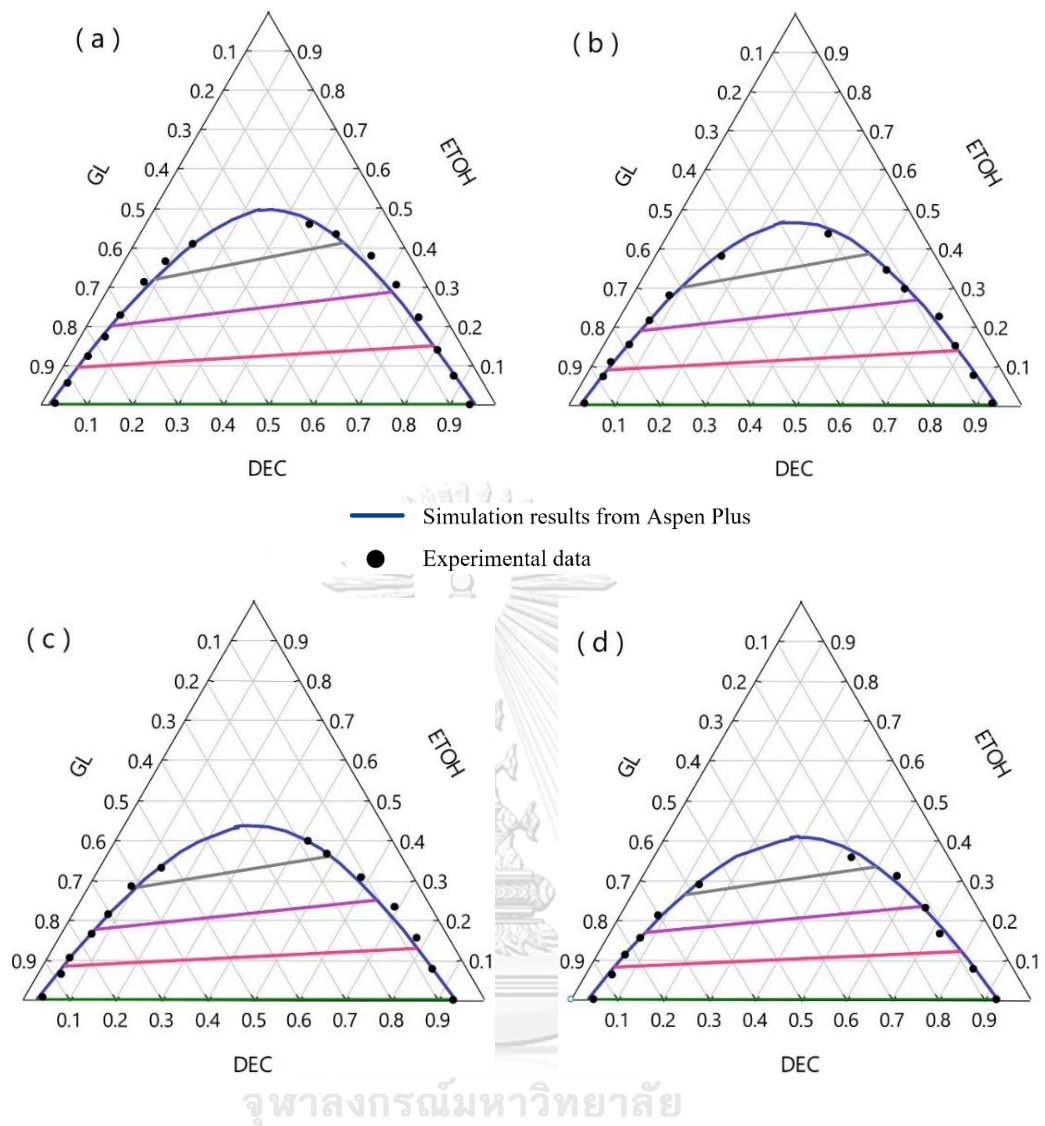 (a)
0.1 0.9
0.2 0.8
0.3 0.7
0.4 0.6
GL ETOH
0.5 0.5
0.6 0.4
0.7 0.3
0.8 0.2
0.9 0.1
0.1 0.2 0.3 0.4 0.5 0.6 0.7 0.8 0.9
DEC
(b)
0.1 0.9
0.2 0.8
0.3 0.7
0.4 0.6
GL ETOH
0.5 0.5
0.6 0.4
0.7 0.3
0.8 0.2
0.9 0.1
0.1 0.2 0.3 0.4 0.5 0.6 0.7 0.8 0.9
DEC
Simulation results from Aspen Plus
Experimental data
(c)
0.1 0.9
0.2 0.8
0.3 0.7
0.4 0.6
GL ETOH
0.5 0.5
0.6 0.4
0.7 0.3
0.8 0.2
0.9 0.1
0.1 0.2 0.3 0.4 0.5 0.6 0.7 0.8 0.9
DEC
(d)
0.1 0.9
0.2 0.8
0.3 0.7
0.4 0.6
GL ETOH
0.5 0.5
0.6 0.4
0.7 0.3
0.8 0.2
0.9 0.1
0.1 0.2 0.3 0.4 0.5 0.6 0.7 0.8 0.9
DEC
จุฬาลงกรณ์มหาวิทยาลัย